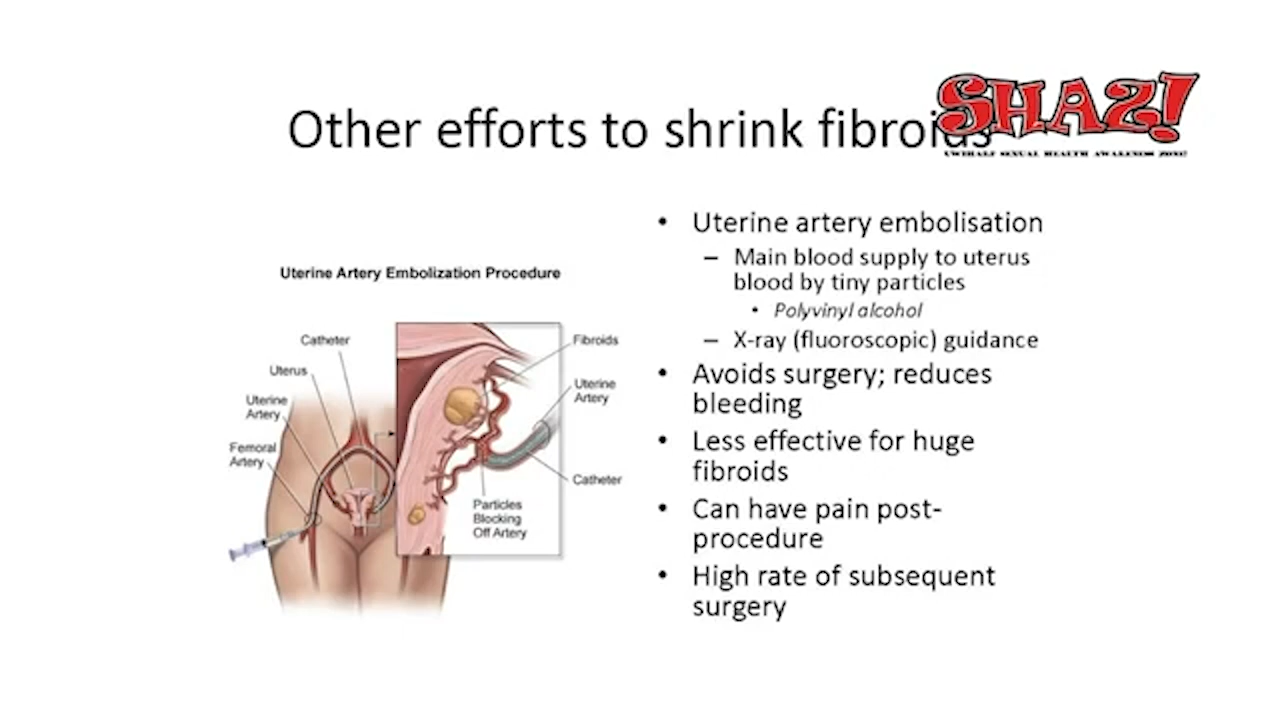 Other efforts to shrink fibroids
SHAZ!
Uterine Artery Embolization Procedure
Catheter
Uterus
Uterine
Artery
Femoral
Artery
Fibroids
Uterine
Artery
Catheter
Particles
Blocking
Off Artery
• Uterine artery embolisation
– Main blood supply to uterus
blood by tiny particles
• Polyvinyl alcohol
– X-ray (fluoroscopic) guidance
• Avoids surgery; reduces
bleeding
• Less effective for huge
fibroids
• Can have pain post-
procedure
• High rate of subsequent
surgery